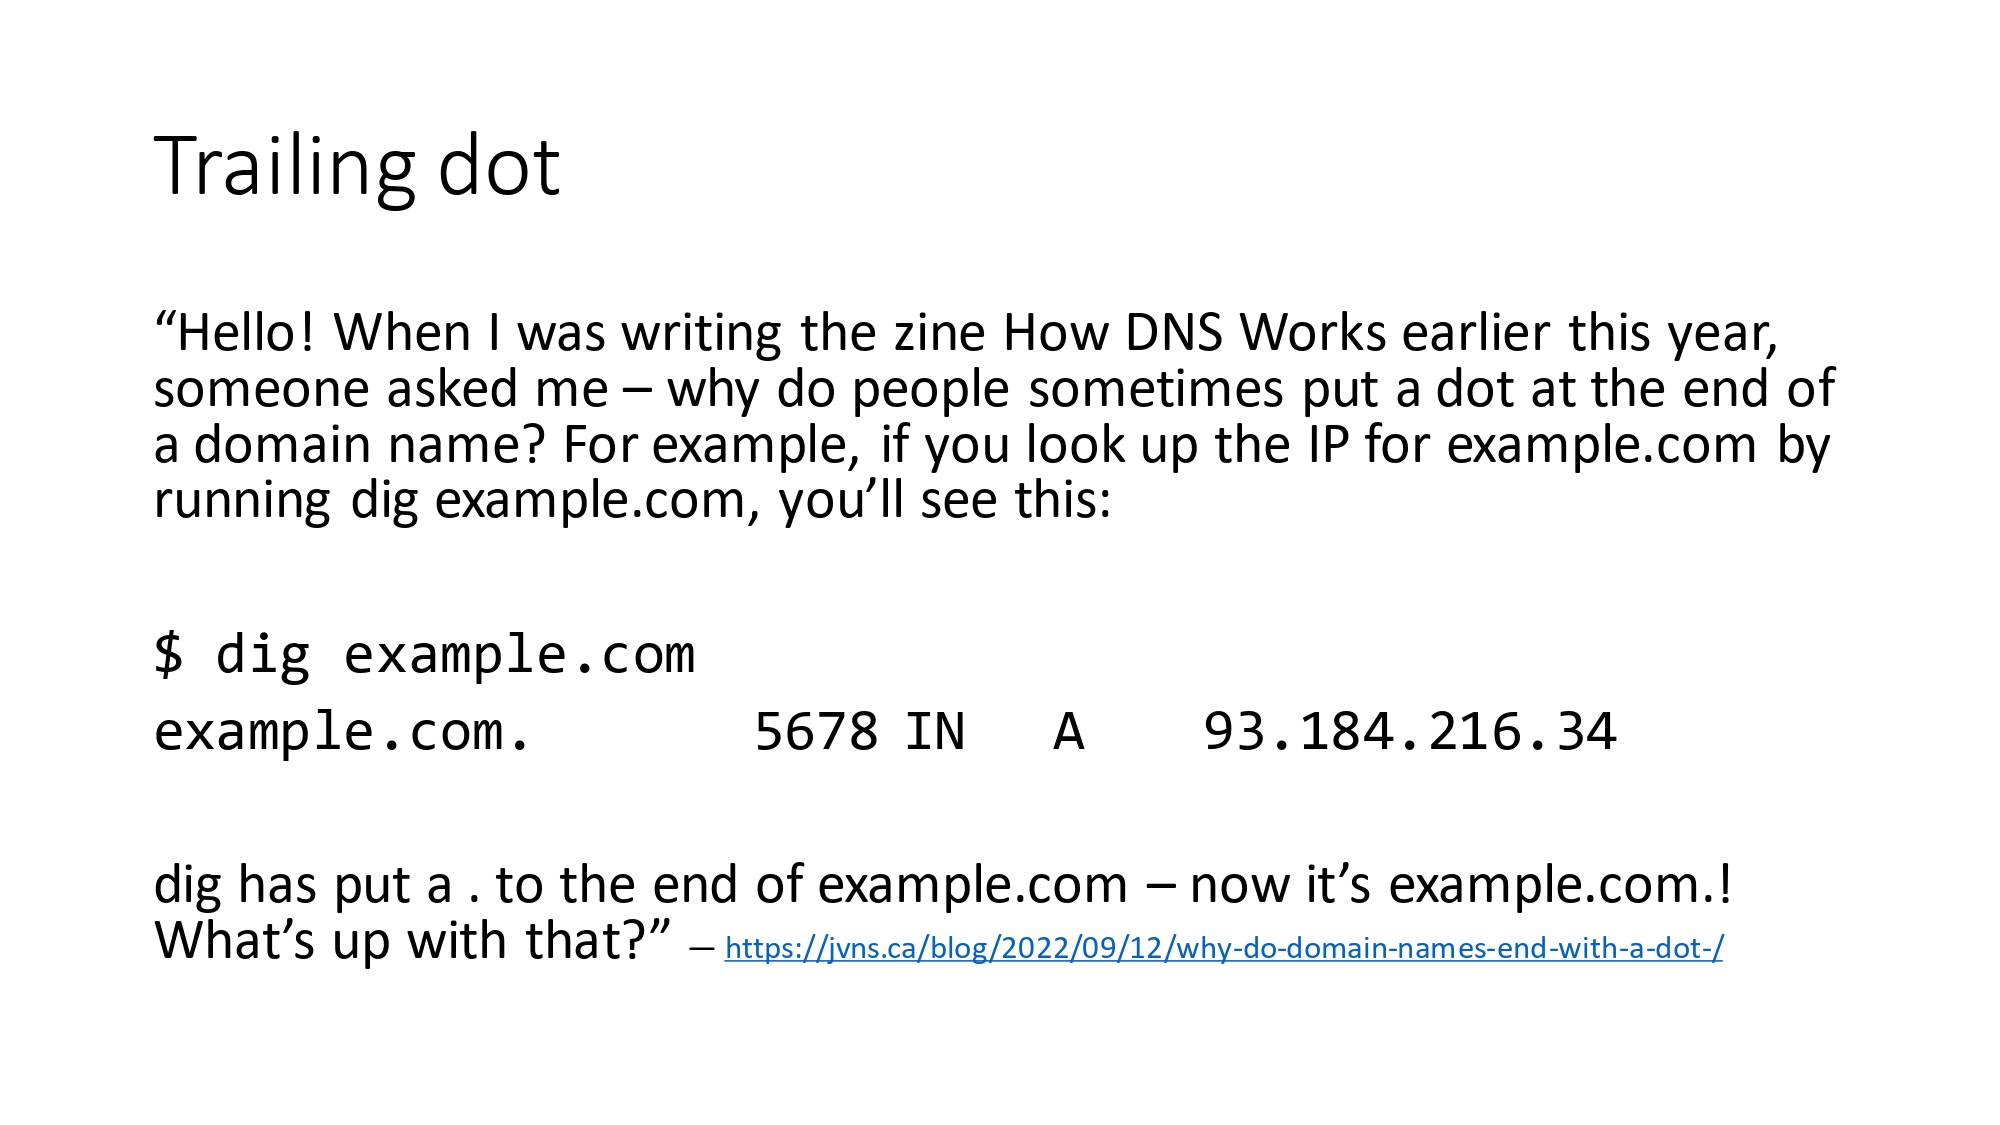 Trailing dot
“Hello! When I was writing the zine How DNS Works earlier this year,
someone asked me – why do people sometimes put a dot at the end of
a domain name? For example, if you look up the IP for example.com by
running dig example.com, you’ll see this:
$ dig example.com
example.com. 5678 IN A 93.184.216.34
dig has put a . to the end of example.com – now it’s example.com.!
What’s up with that?” – https://jvns.ca/blog/2022/09/12/why-do-domain-names-end-with-a-dot-/